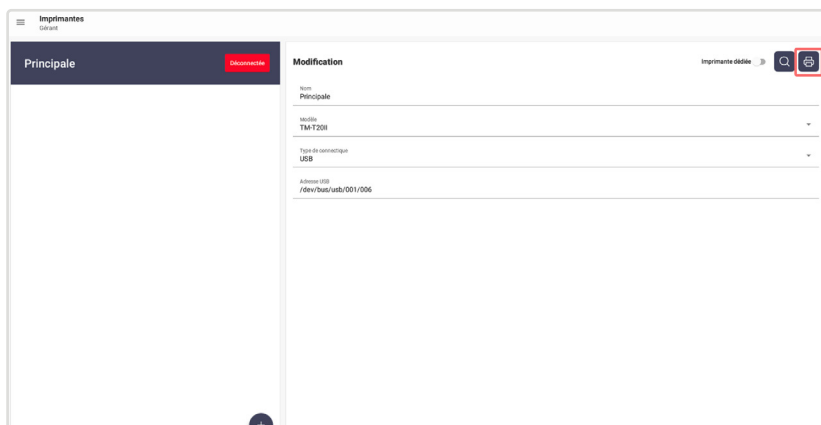 Imprimantes
Gérant
Principale
Déconnectée
Modification
Imprimante dédiée
Nom
Principale
Modèle
TM-T20II
Type de connectique
USB
Adresse USB
/dev/bus/usb/001/006